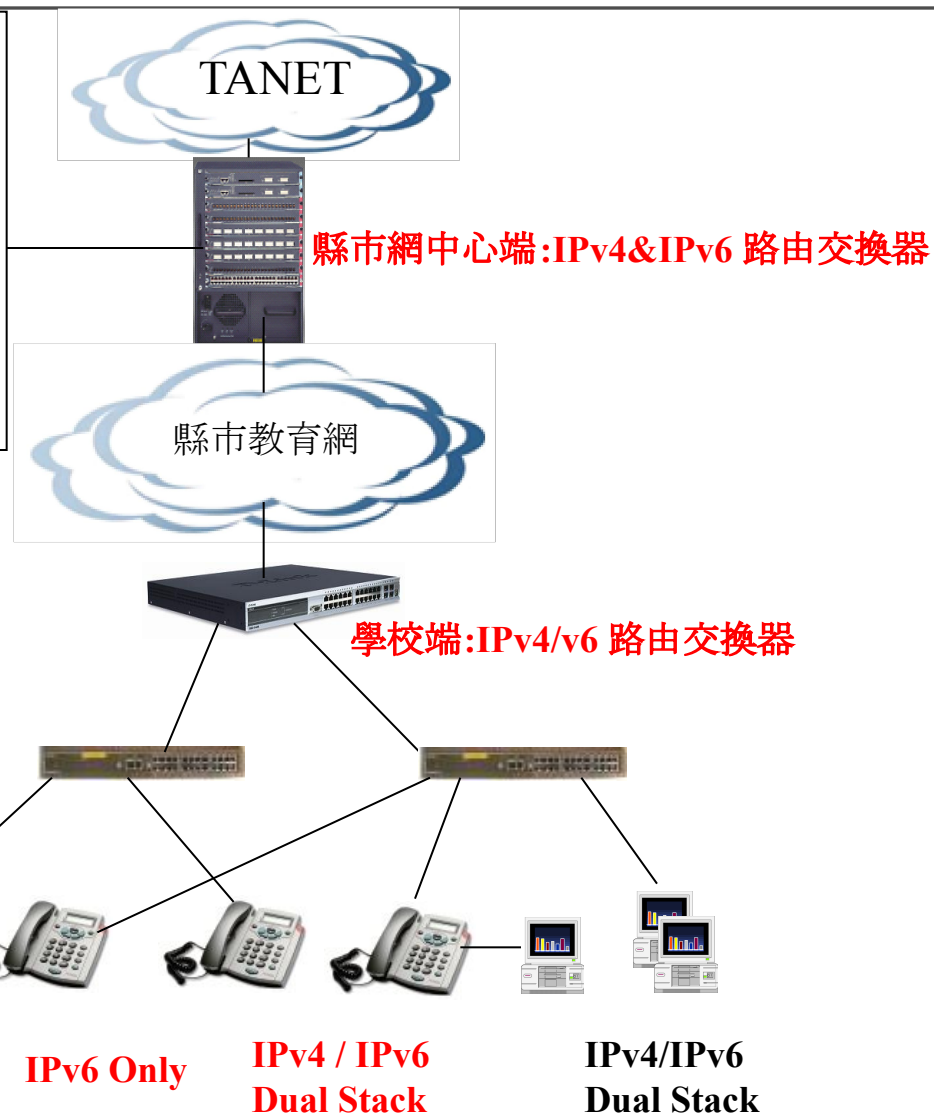 TANET
縣市網中心端:IPv4&IPv6 路由交換器
縣市教育網
學校端:IPv4/v6 路由交換器
IPv6 Only
IPv4 / IPv6
Dual Stack
IPv4/IPv6
Dual Stack